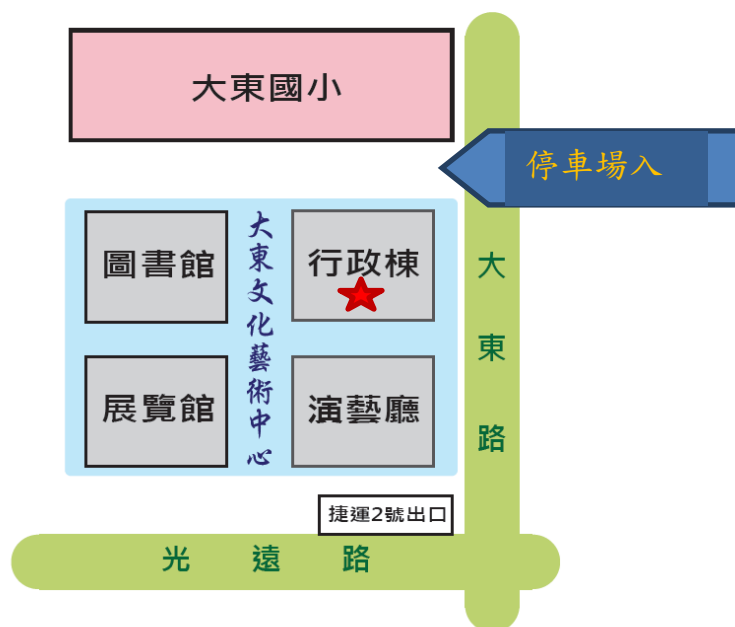 大東國小
停車場入
圖書館
大東文化藝術中心
行政棟
大東路
展覽館
演藝廳
捷運2號出口
光遠路